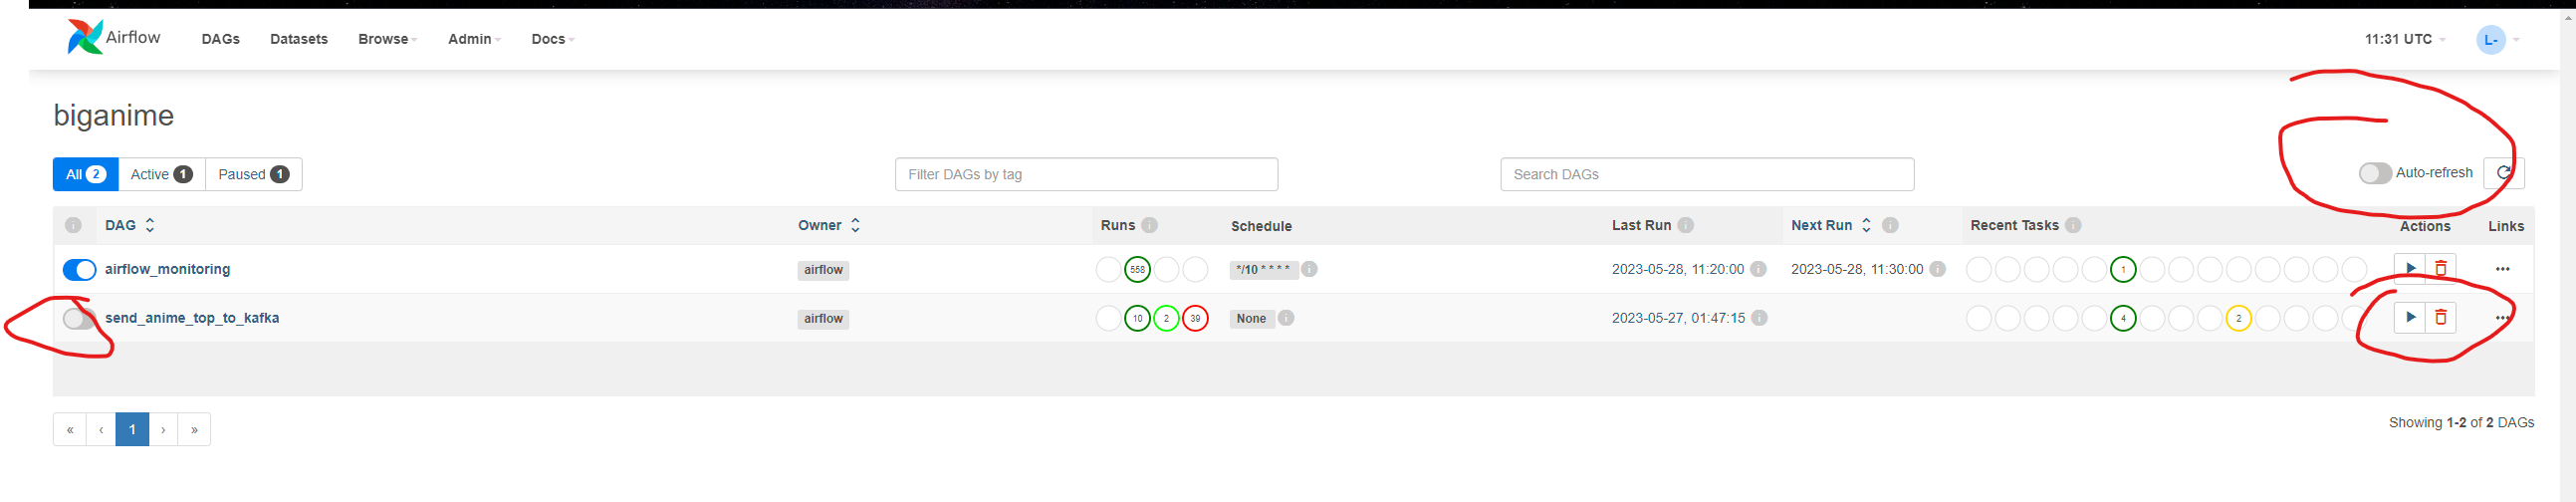 Airflow DAGs Datasets Browse Admin Docs 11:31 UTC L-
biganime
All 2 Active 1 Paused 1 Filter DAGs by tag Search DAGs Auto-refresh
DAG Owner Runs Schedule Last Run Next Run Recent Tasks Actions Links
airflow_monitoring airflow 558 */10 * * * * 2023-05-28, 11:20:00 2023-05-28, 11:30:00 1
send_anime_top_to_kafka airflow 10 2 39 None 2023-05-27, 01:47:15 4 2
« ‹ 1 › » Showing 1-2 of 2 DAGs